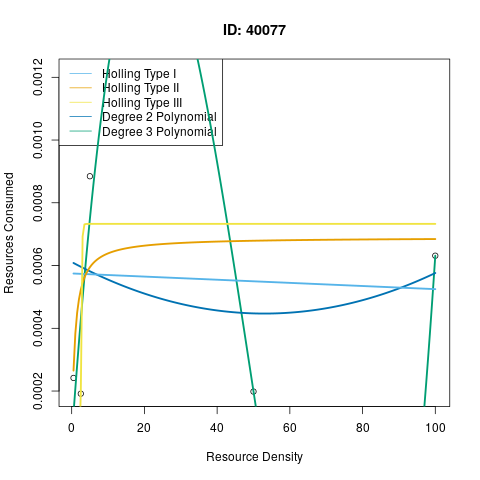 ID: 40077
Holling Type I
Holling Type II
Holling Type III
Degree 2 Polynomial
Degree 3 Polynomial
Resources Consumed
0.0012
0.0010
0.0008
0.0006
0.0004
0.0002
0 20 40 60 80 100
Resource Density